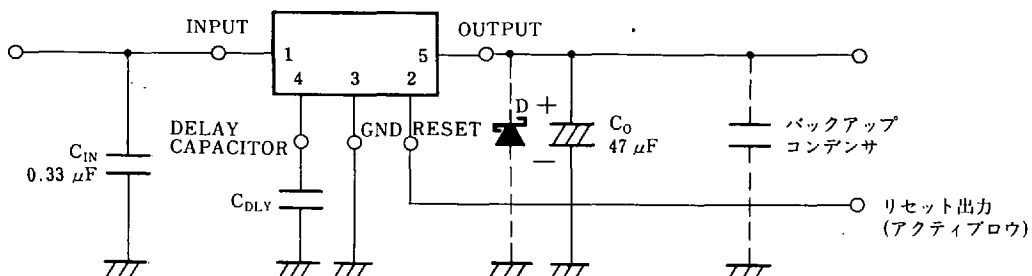 INPUT
OUTPUT
1
5
4
3
2
DELAY
CAPACITOR
GND
RESET
C_IN
0.33 μF
C_DLY
D
+
−
C_O
47 μF
バックアップ
コンデンサ
リセット出力
(アクティブロウ)